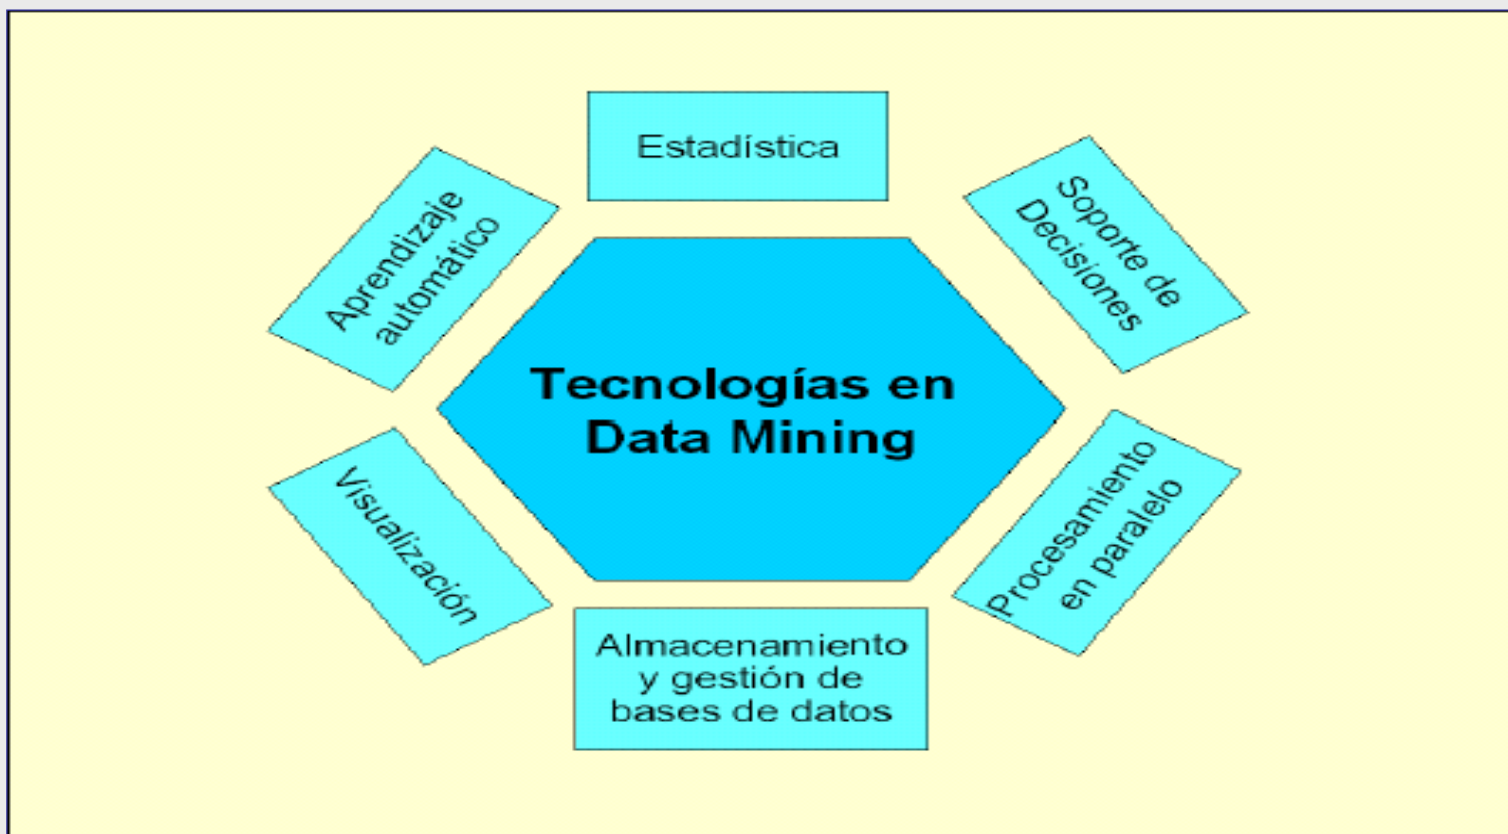 Estadística
Soporte de
Decisiones
Aprendizaje
automático
Tecnologías en
Data Mining
Procesamiento
en paralelo
Visualización
Almacenamiento
y gestión de
bases de datos